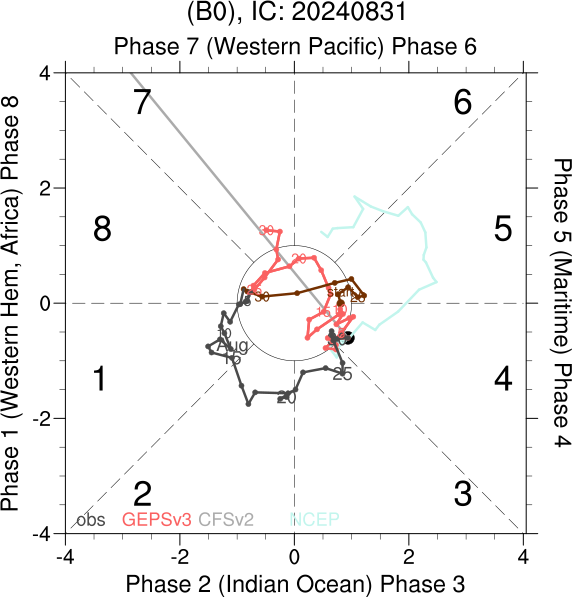 (B0), IC: 20240831
Phase 7 (Western Pacific) Phase 6
4
7
6
2
8
30
5
20
start
0
30
15
10
Aug
15
Phase 1 (Western Hem, Africa) Phase 8
Phase 5 (Maritime) Phase 4
1
25
4
-2
20
2
3
obs
GEPSv3
CFSv2
NCEP
-4
-4
-2
0
2
4
Phase 2 (Indian Ocean) Phase 3